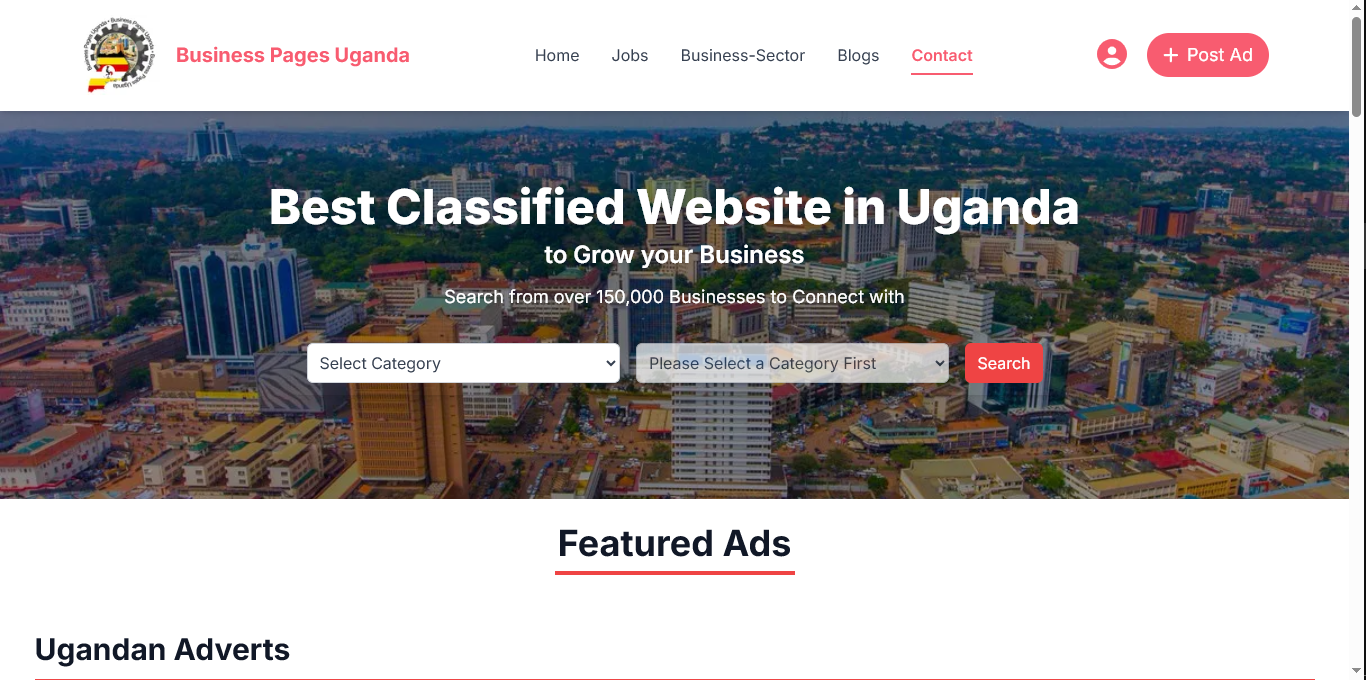 Business Pages Uganda
Home
Jobs
Business-Sector
Blogs
Contact
+ Post Ad
Best Classified Website in Uganda
to Grow your Business
Search from over 150,000 Businesses to Connect with
Select Category
Please Select a Category First
Search
Featured Ads
Ugandan Adverts